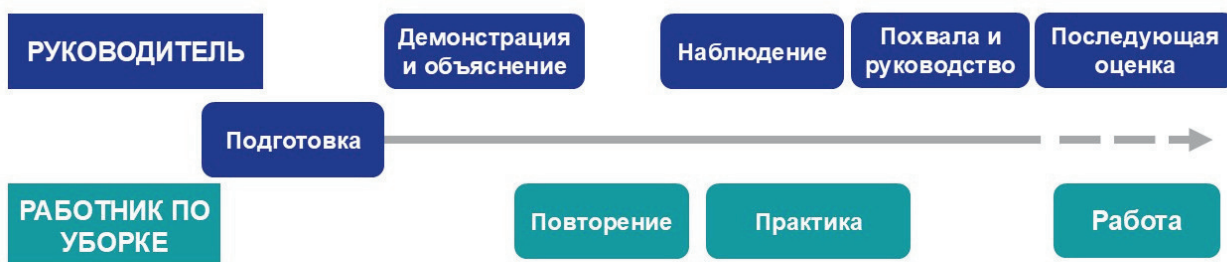 РУКОВОДИТЕЛЬ
Демонстрация
и объяснение
Наблюдение
Похвала и
руководство
Последующая
оценка
Подготовка
РАБОТНИК ПО
УБОРКЕ
Повторение
Практика
Работа